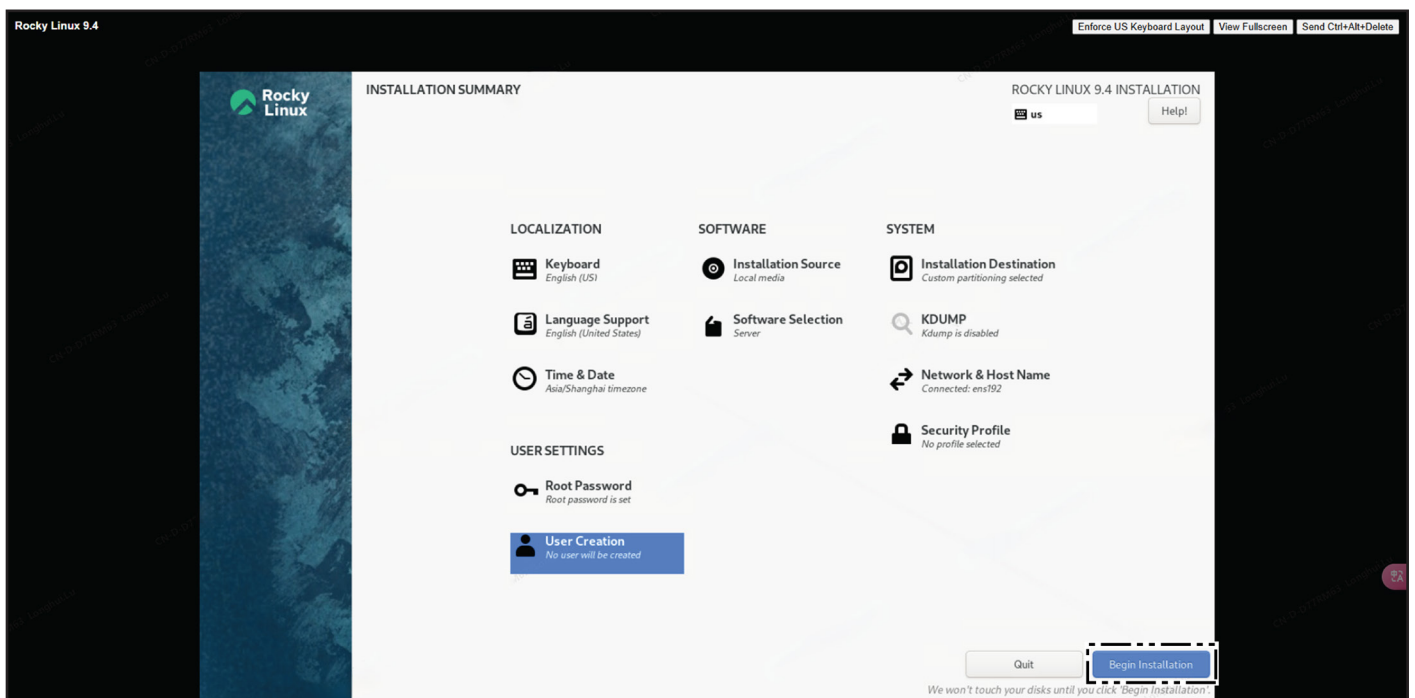 Rocky Linux 9.4
Enforce US Keyboard Layout
View Fullscreen
Send Ctrl+Alt+Delete
Rocky
Linux
INSTALLATION SUMMARY
ROCKY LINUX 9.4 INSTALLATION
us
Help!
LOCALIZATION
Keyboard
English (US)
Language Support
English (United States)
Time & Date
Asia/Shanghai timezone
SOFTWARE
Installation Source
Local media
Software Selection
Server
SYSTEM
Installation Destination
Custom partitioning selected
KDUMP
Kdump is disabled
Network & Host Name
Connected: ens192
Security Profile
No profile selected
USER SETTINGS
Root Password
Root password is set
User Creation
No user will be created
Quit
Begin Installation
We won't touch your disks until you click 'Begin Installation'.